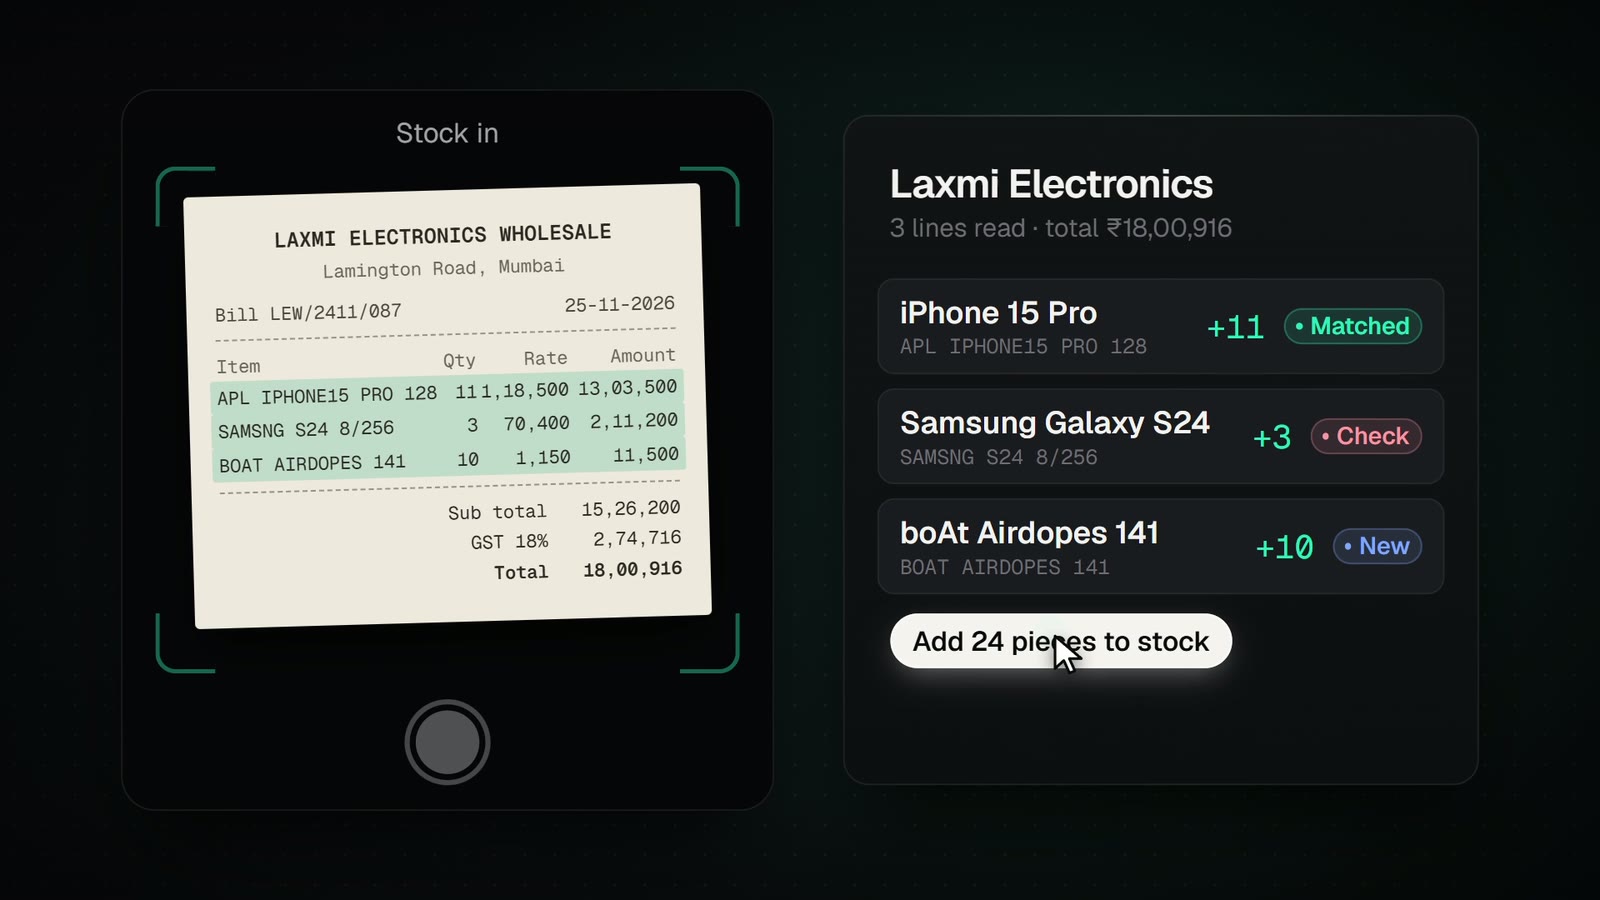 Stock in
LAXMI ELECTRONICS WHOLESALE
Lamington Road, Mumbai
Bill LEW/2411/087 25-11-2026
Item Qty Rate Amount
APL IPHONE15 PRO 128 11 1,18,500 13,03,500
SAMSNG S24 8/256 3 70,400 2,11,200
BOAT AIRDOPES 141 10 1,150 11,500
Sub total 15,26,200
GST 18% 2,74,716
Total 18,00,916
Laxmi Electronics
3 lines read · total ₹18,00,916
iPhone 15 Pro
APL IPHONE15 PRO 128
+11 • Matched
Samsung Galaxy S24
SAMSNG S24 8/256
+3 • Check
boAt Airdopes 141
BOAT AIRDOPES 141
+10 • New
Add 24 pieces to stock